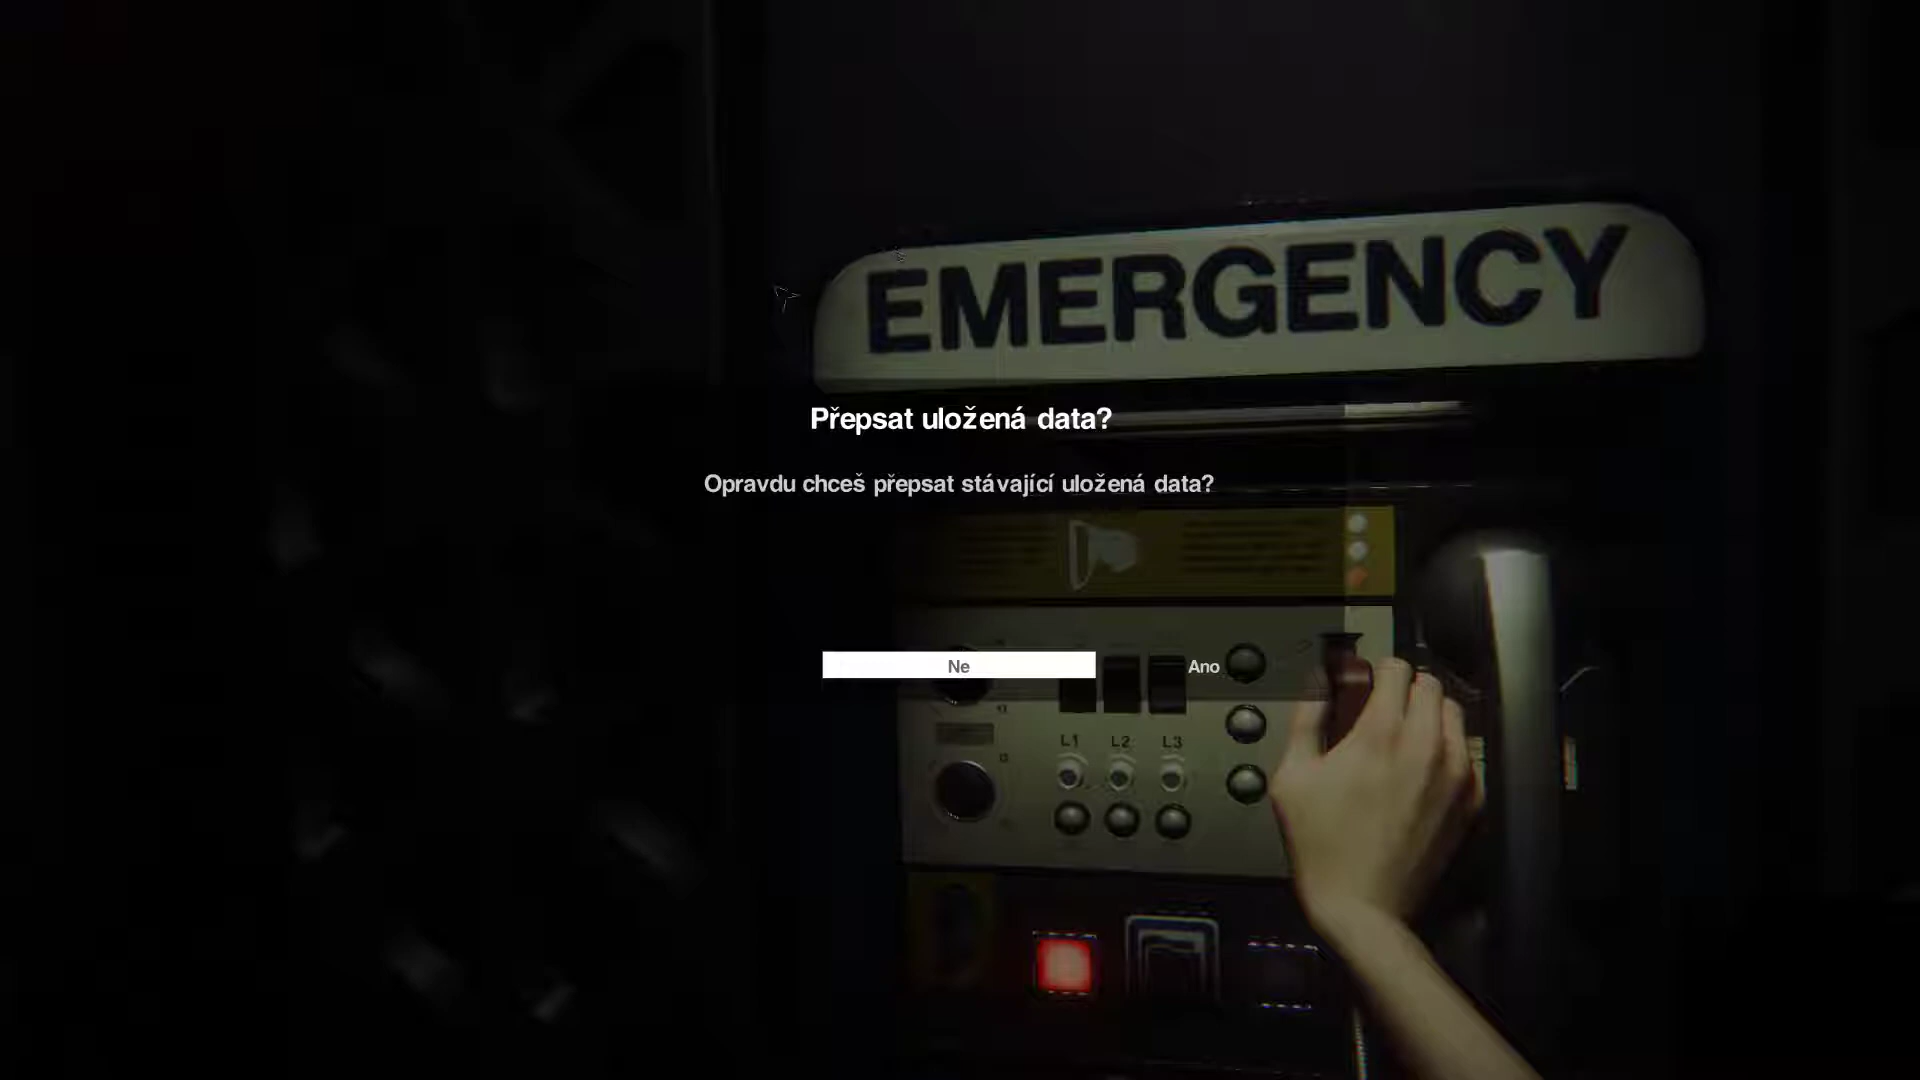 EMERGENCY
Přepsat uložená data?
Opravdu chceš přepsat stávající uložená data?
Ne
Ano
L1
L2
L3